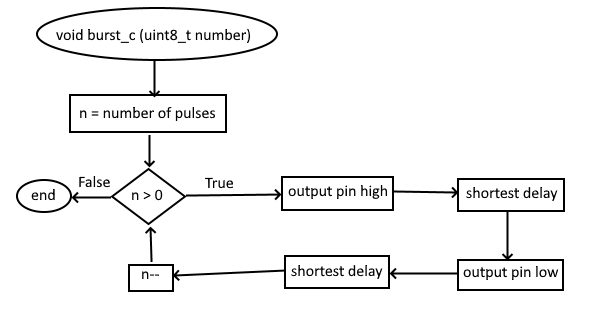 void burst_c (uint8_t number)
n = number of pulses
n > 0
False
end
True
output pin high
shortest delay
output pin low
shortest delay
n--